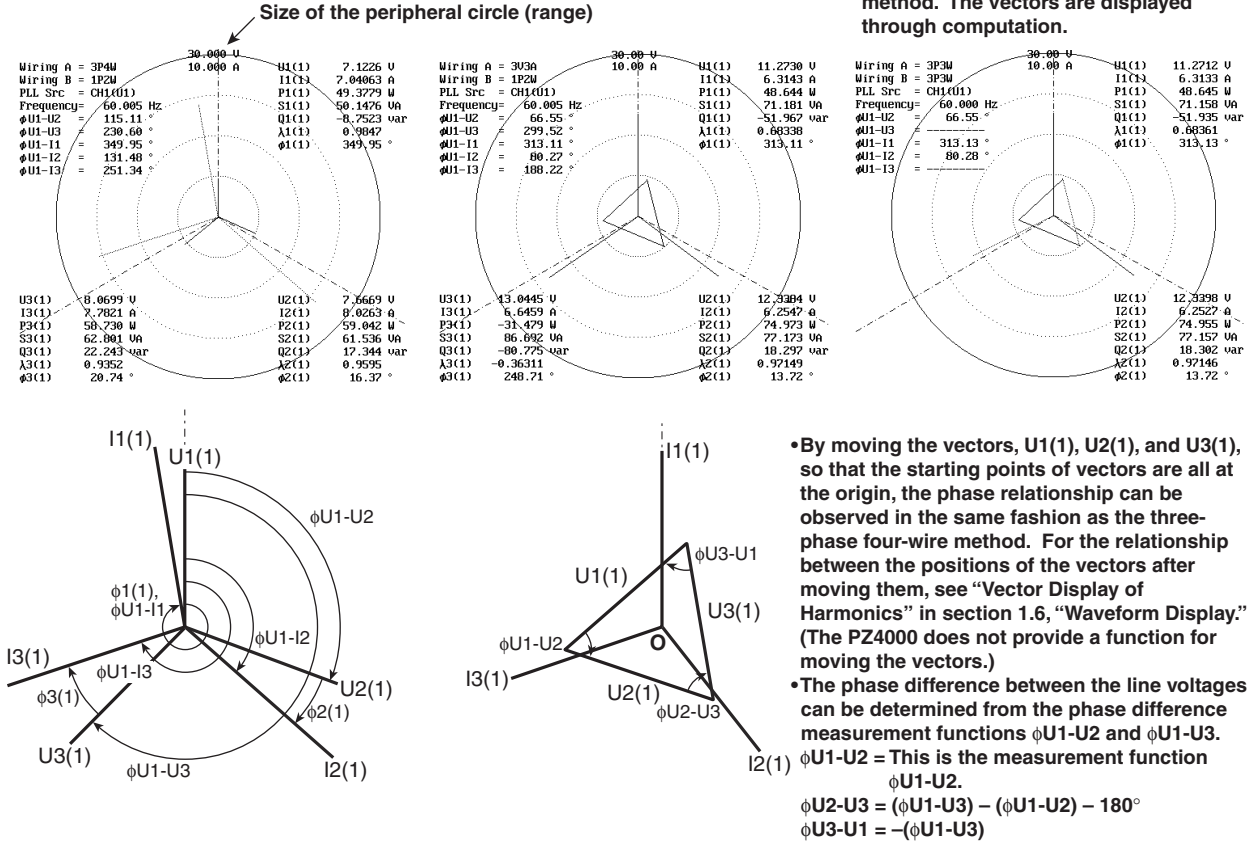 Size of the peripheral circle (range)
method. The vectors are displayed
through computation.
30.000 V
10.000 A
Wiring A = 3P4W
Wiring B = 1P2W
PLL Src = CH1(U1)
Frequency= 60.005 Hz
φU1-U2 = 115.11 °
φU1-U3 = 230.60 °
φU1-I1 = 349.95 °
φU1-I2 = 131.48 °
φU1-I3 = 251.34 °
U1(1) 7.1226 V
I1(1) 7.04063 A
P1(1) 49.3779 W
S1(1) 50.1476 VA
Q1(1) -8.7523 var
λ1(1) 0.9847
φ1(1) 349.95 °
U3(1) 8.0699 V
I3(1) 7.7821 A
P3(1) 58.730 W
S3(1) 62.801 VA
Q3(1) 22.243 var
λ3(1) 0.9352
φ3(1) 20.74 °
U2(1) 7.6669 V
I2(1) 8.0263 A
P2(1) 59.042 W
S2(1) 61.536 VA
Q2(1) 17.344 var
λ2(1) 0.9595
φ2(1) 16.37 °
30.00 V
10.00 A
Wiring A = 3V3A
Wiring B = 1P2W
PLL Src = CH1(U1)
Frequency= 60.005 Hz
φU1-U2 = 66.55 °
φU1-U3 = 299.52 °
φU1-I1 = 313.11 °
φU1-I2 = 80.27 °
φU1-I3 = 188.22 °
U1(1) 11.2730 V
I1(1) 6.3143 A
P1(1) 48.644 W
S1(1) 71.181 VA
Q1(1) -51.967 var
λ1(1) 0.68338
φ1(1) 313.11 °
U3(1) 13.0445 V
I3(1) 6.6459 A
P3(1) -31.479 W
S3(1) 86.692 VA
Q3(1) -80.775 var
λ3(1) -0.36311
φ3(1) 248.71 °
U2(1) 12.3384 V
I2(1) 6.2547 A
P2(1) 74.973 W
S2(1) 77.173 VA
Q2(1) 18.297 var
λ2(1) 0.97149
φ2(1) 13.72 °
30.00 V
10.00 A
Wiring A = 3P3W
Wiring B = 3P3W
PLL Src = CH1(U1)
Frequency= 60.000 Hz
φU1-U2 = 66.55 °
φU1-U3 = --------
φU1-I1 = 313.13 °
φU1-I2 = 80.28 °
φU1-I3 = --------
U1(1) 11.2712 V
I1(1) 6.3133 A
P1(1) 48.645 W
S1(1) 71.158 VA
Q1(1) -51.935 var
λ1(1) 0.68361
φ1(1) 313.13 °
U2(1) 12.3398 V
I2(1) 6.2527 A
P2(1) 74.955 W
S2(1) 77.157 VA
Q2(1) 18.302 var
λ2(1) 0.97146
φ2(1) 13.72 °
I1(1)
U1(1)
φU1-U2
φ1(1),
φU1-I1
φU1-I2
I3(1)
φU1-I3
φ3(1)
U2(1)
φ2(1)
U3(1)
φU1-U3
I2(1)
I1(1)
φU3-U1
U1(1)
U3(1)
φU1-U2
O
I3(1)
U2(1)
φU2-U3
I2(1)
•By moving the vectors, U1(1), U2(1), and U3(1),
so that the starting points of vectors are all at
the origin, the phase relationship can be
observed in the same fashion as the three-
phase four-wire method. For the relationship
between the positions of the vectors after
moving them, see “Vector Display of
Harmonics” in section 1.6, “Waveform Display.”
(The PZ4000 does not provide a function for
moving the vectors.)
•The phase difference between the line voltages
can be determined from the phase difference
measurement functions φU1-U2 and φU1-U3.
φU1-U2 = This is the measurement function
φU1-U2.
φU2-U3 = (φU1-U3) – (φU1-U2) – 180°
φU3-U1 = –(φU1-U3)